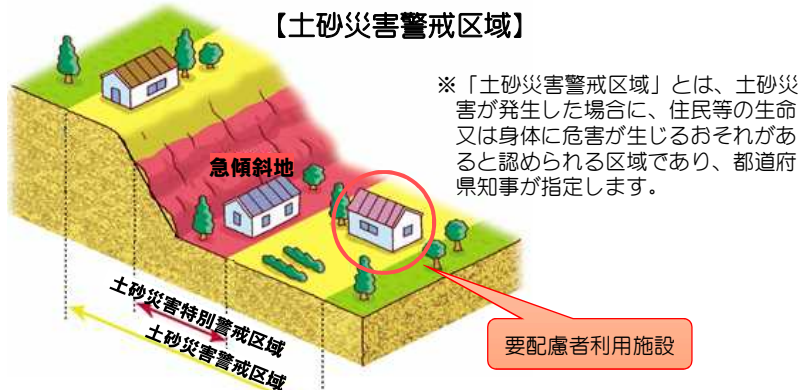 【土砂災害警戒区域】
※「土砂災害警戒区域」とは、土砂災
害が発生した場合に、住民等の生命
又は身体に危害が生じるおそれがあ
ると認められる区域であり、都道府
県知事が指定します。
急傾斜地
土砂災害特別警戒区域
土砂災害警戒区域
要配慮者利用施設